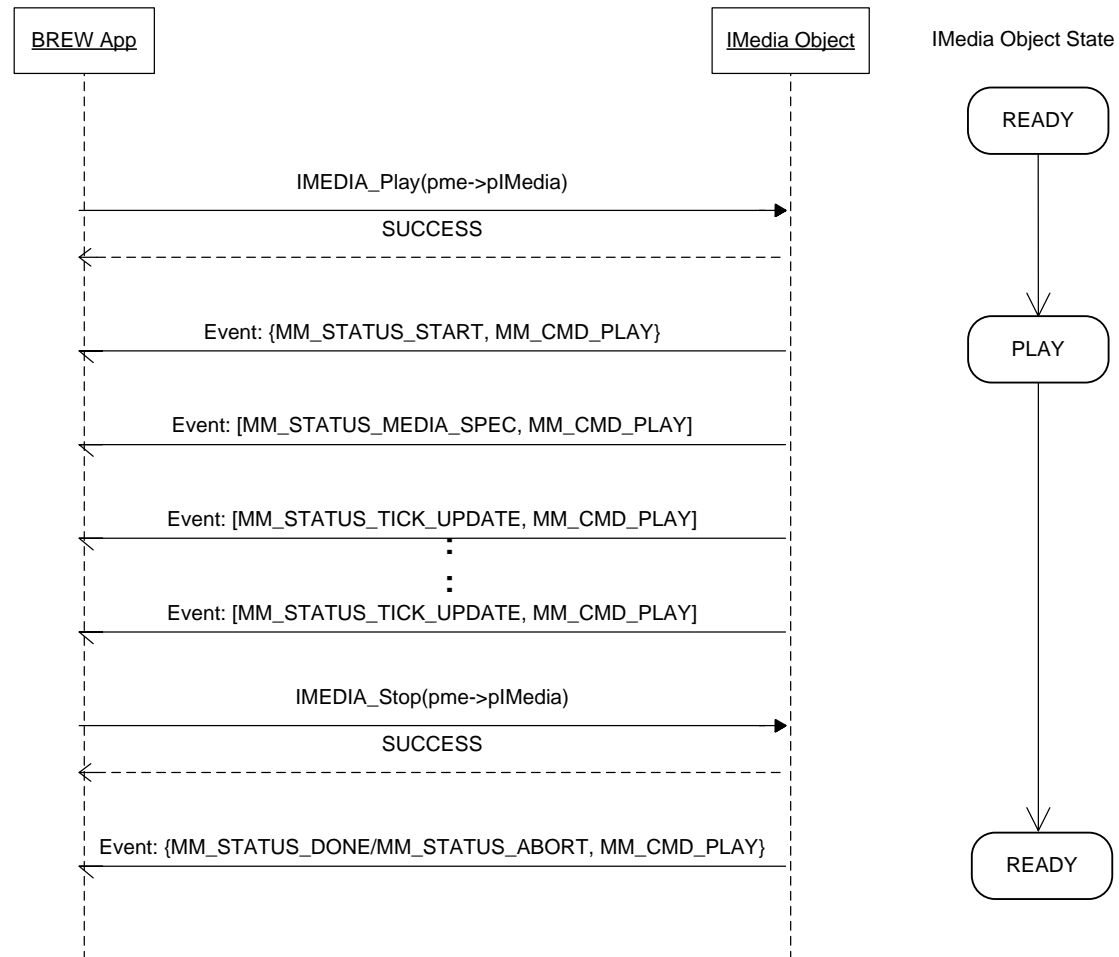 BREW App
IMedia Object
IMedia Object State
READY
IMEDIA_Play(pme->pIMedia)
SUCCESS
Event: {MM_STATUS_START, MM_CMD_PLAY}
PLAY
Event: [MM_STATUS_MEDIA_SPEC, MM_CMD_PLAY]
Event: [MM_STATUS_TICK_UPDATE, MM_CMD_PLAY]
:
:
Event: [MM_STATUS_TICK_UPDATE, MM_CMD_PLAY]
IMEDIA_Stop(pme->pIMedia)
SUCCESS
Event: {MM_STATUS_DONE/MM_STATUS_ABORT, MM_CMD_PLAY}
READY